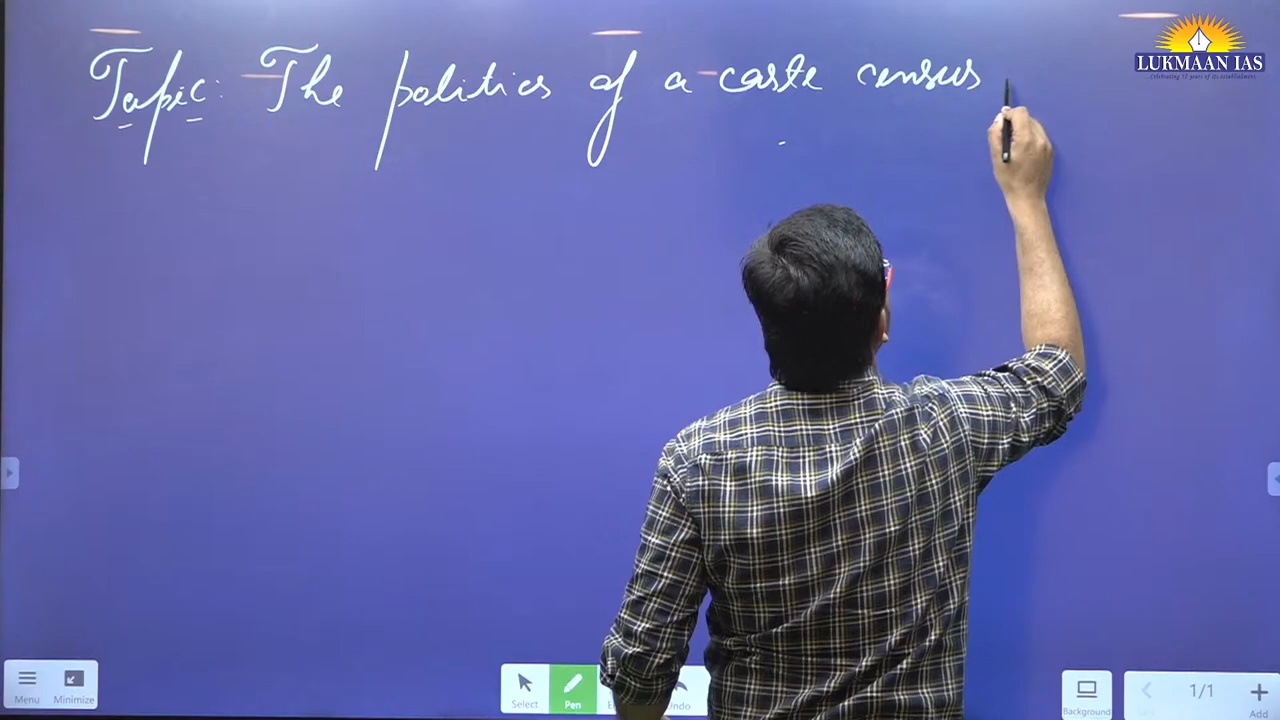 Topic: The politics of a caste census
LUKMAAN IAS
Menu
Minimize
Select
Pen
Background
1/1
Add